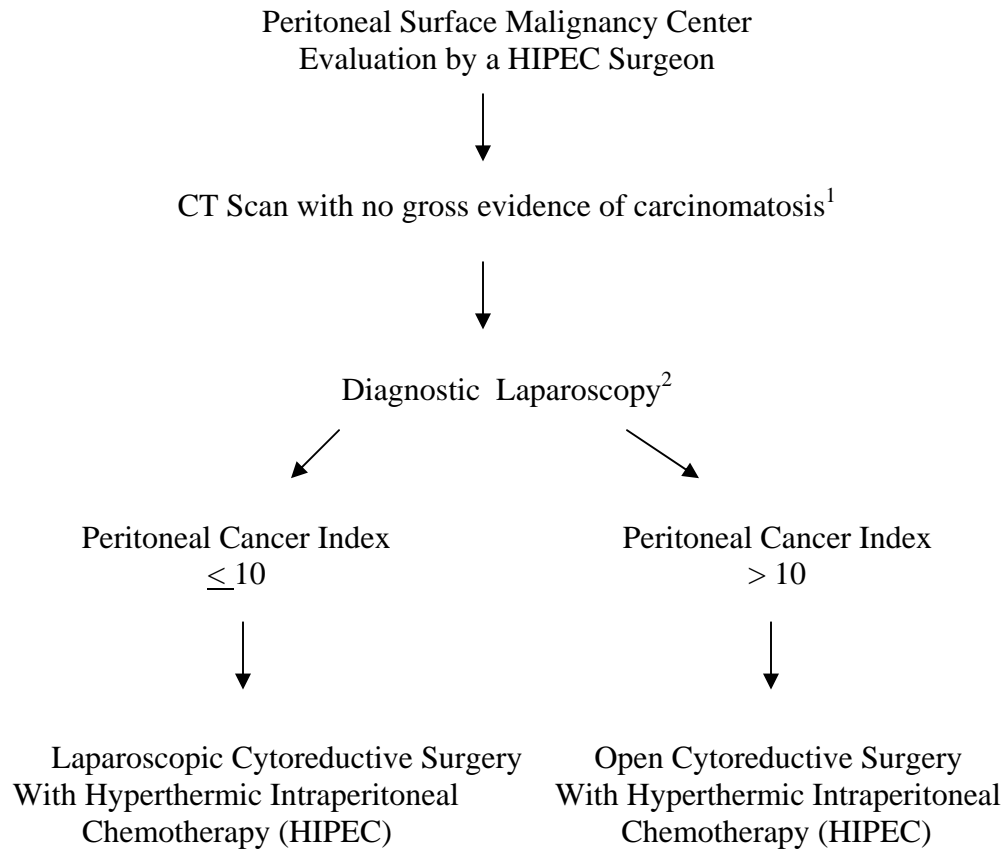 Peritoneal Surface Malignancy Center
Evaluation by a HIPEC Surgeon
CT Scan with no gross evidence of carcinomatosis¹
Diagnostic Laparoscopy²
Peritoneal Cancer Index
≤ 10
Peritoneal Cancer Index
> 10
Laparoscopic Cytoreductive Surgery
With Hyperthermic Intraperitoneal
Chemotherapy (HIPEC)
Open Cytoreductive Surgery
With Hyperthermic Intraperitoneal
Chemotherapy (HIPEC)